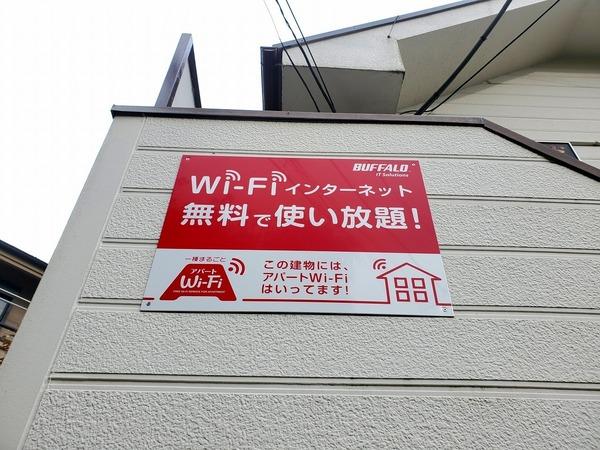 BUFFALO
IT Solutions
Wi-Fi インターネット
無料で使い放題！
一棟まるごと
アパート
Wi-Fi
この建物には、
アパートWi-Fi
はいってます！